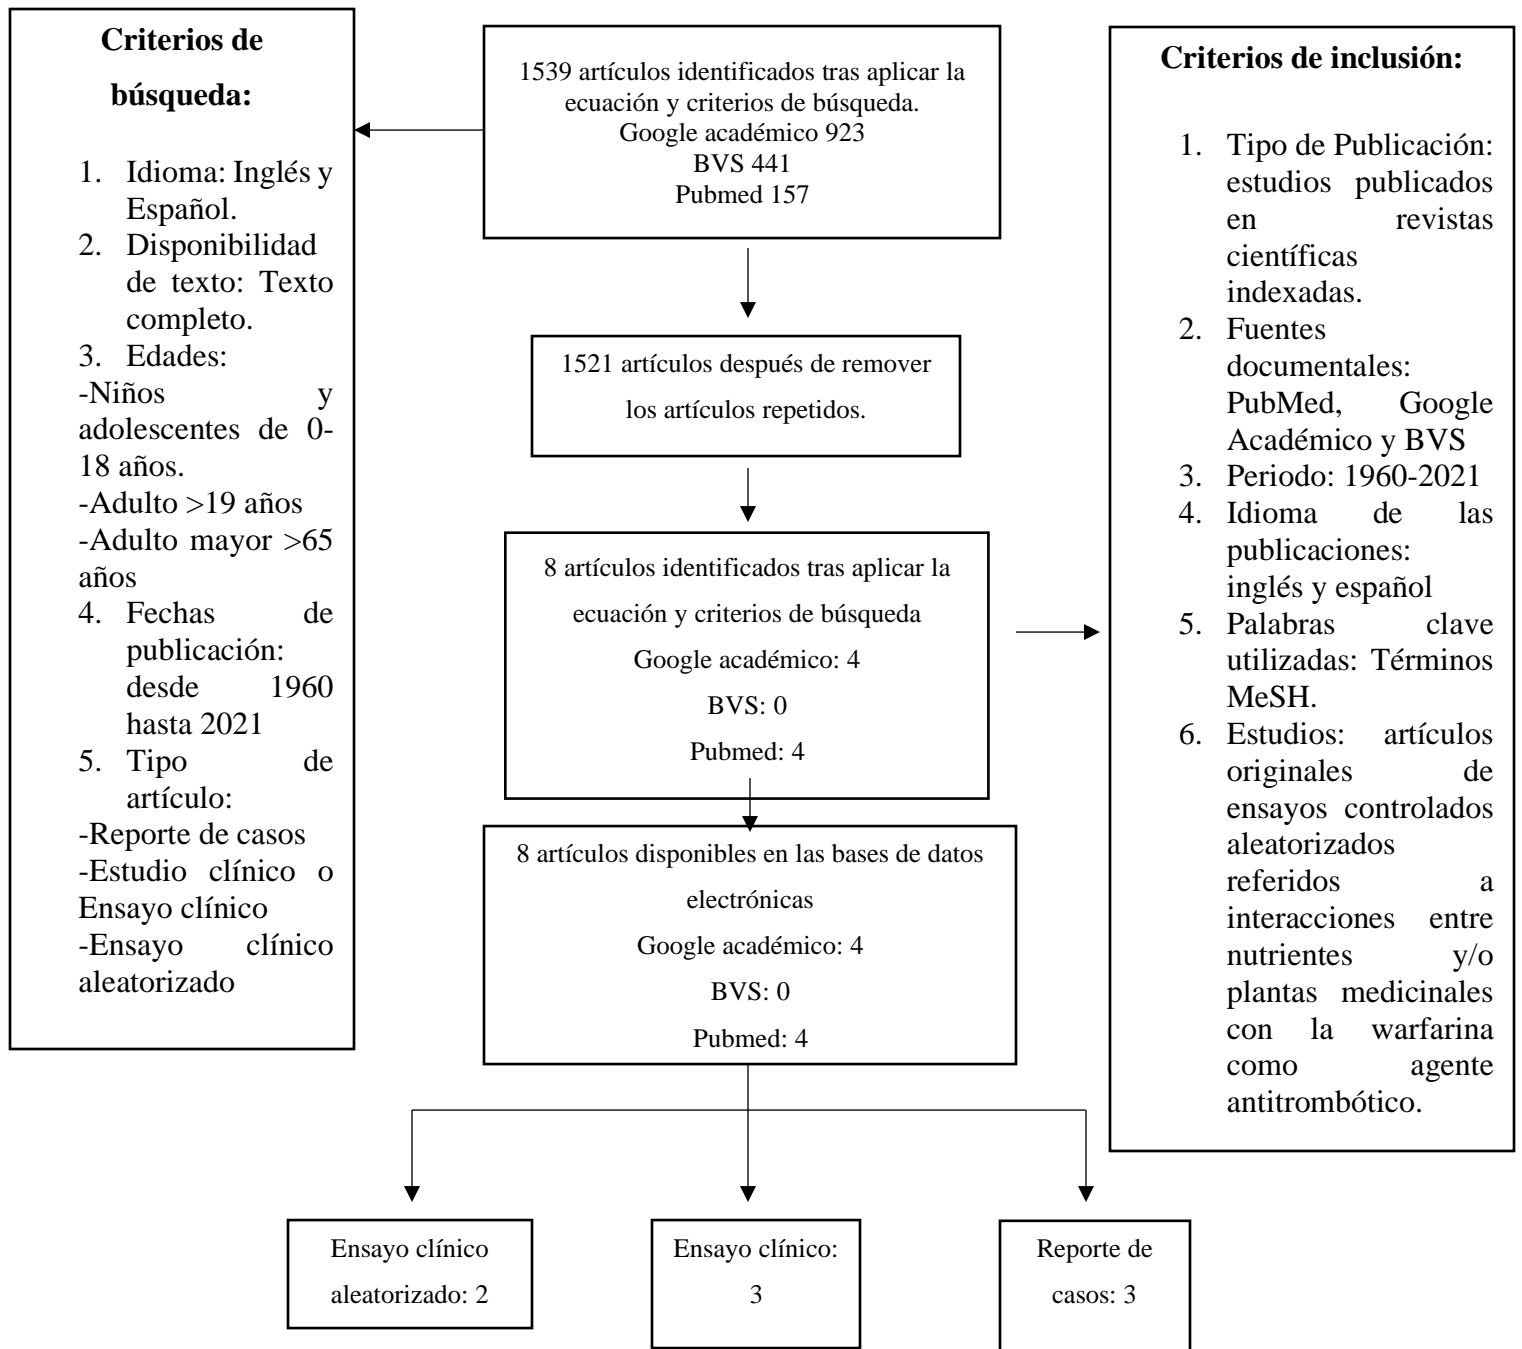 Criterios de
búsqueda:
1. Idioma: Inglés y
Español.
2. Disponibilidad
de texto: Texto
completo.
3. Edades:
-Niños y
adolescentes de 0-
18 años.
-Adulto >19 años
-Adulto mayor >65
años
4. Fechas de
publicación:
desde 1960
hasta 2021
5. Tipo de
artículo:
-Reporte de casos
-Estudio clínico o
Ensayo clínico
-Ensayo clínico
aleatorizado
1539 artículos identificados tras aplicar la
ecuación y criterios de búsqueda.
Google académico 923
BVS 441
Pubmed 157
1521 artículos después de remover
los artículos repetidos.
8 artículos identificados tras aplicar la
ecuación y criterios de búsqueda
Google académico: 4
BVS: 0
Pubmed: 4
8 artículos disponibles en las bases de datos
electrónicas
Google académico: 4
BVS: 0
Pubmed: 4
Ensayo clínico
aleatorizado: 2
Ensayo clínico:
3
Reporte de
casos: 3
Criterios de inclusión:
1. Tipo de Publicación:
estudios publicados
en revistas
científicas
indexadas.
2. Fuentes
documentales:
PubMed, Google
Académico y BVS
3. Periodo: 1960-2021
4. Idioma de las
publicaciones:
inglés y español
5. Palabras clave
utilizadas: Términos
MeSH.
6. Estudios: artículos
originales de
ensayos controlados
aleatorizados
referidos a
interacciones entre
nutrientes y/o
plantas medicinales
con la warfarina
como agente
antitrombótico.